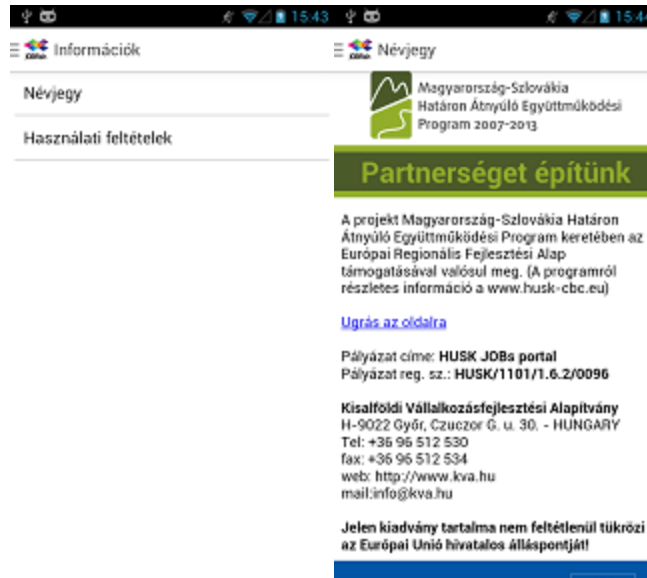 15:43
Információk
Névjegy
Használati feltételek
15:44
Névjegy
Magyarország-Szlovákia
Határon Átnyúló Együttműködési
Program 2007-2013
Partnerséget építünk
A projekt Magyarország-Szlovákia Határon
Átnyúló Együttműködési Program keretében az
Európai Regionális Fejlesztési Alap
támogatásával valósul meg. (A programról
részletes információ a www.husk-cbc.eu)
Ugrás az oldalra
Pályázat címe: HUSK JOBs portal
Pályázat reg. sz.: HUSK/1101/1.6.2/0096
Kisalföldi Vállalkozásfejlesztési Alapítvány
H-9022 Győr, Czuczor G. u. 30. - HUNGARY
Tel: +36 96 512 530
fax: +36 96 512 534
web: http://www.kva.hu
mail:info@kva.hu
Jelen kiadvány tartalma nem feltétlenül tükrözi
az Európai Unió hivatalos álláspontját!